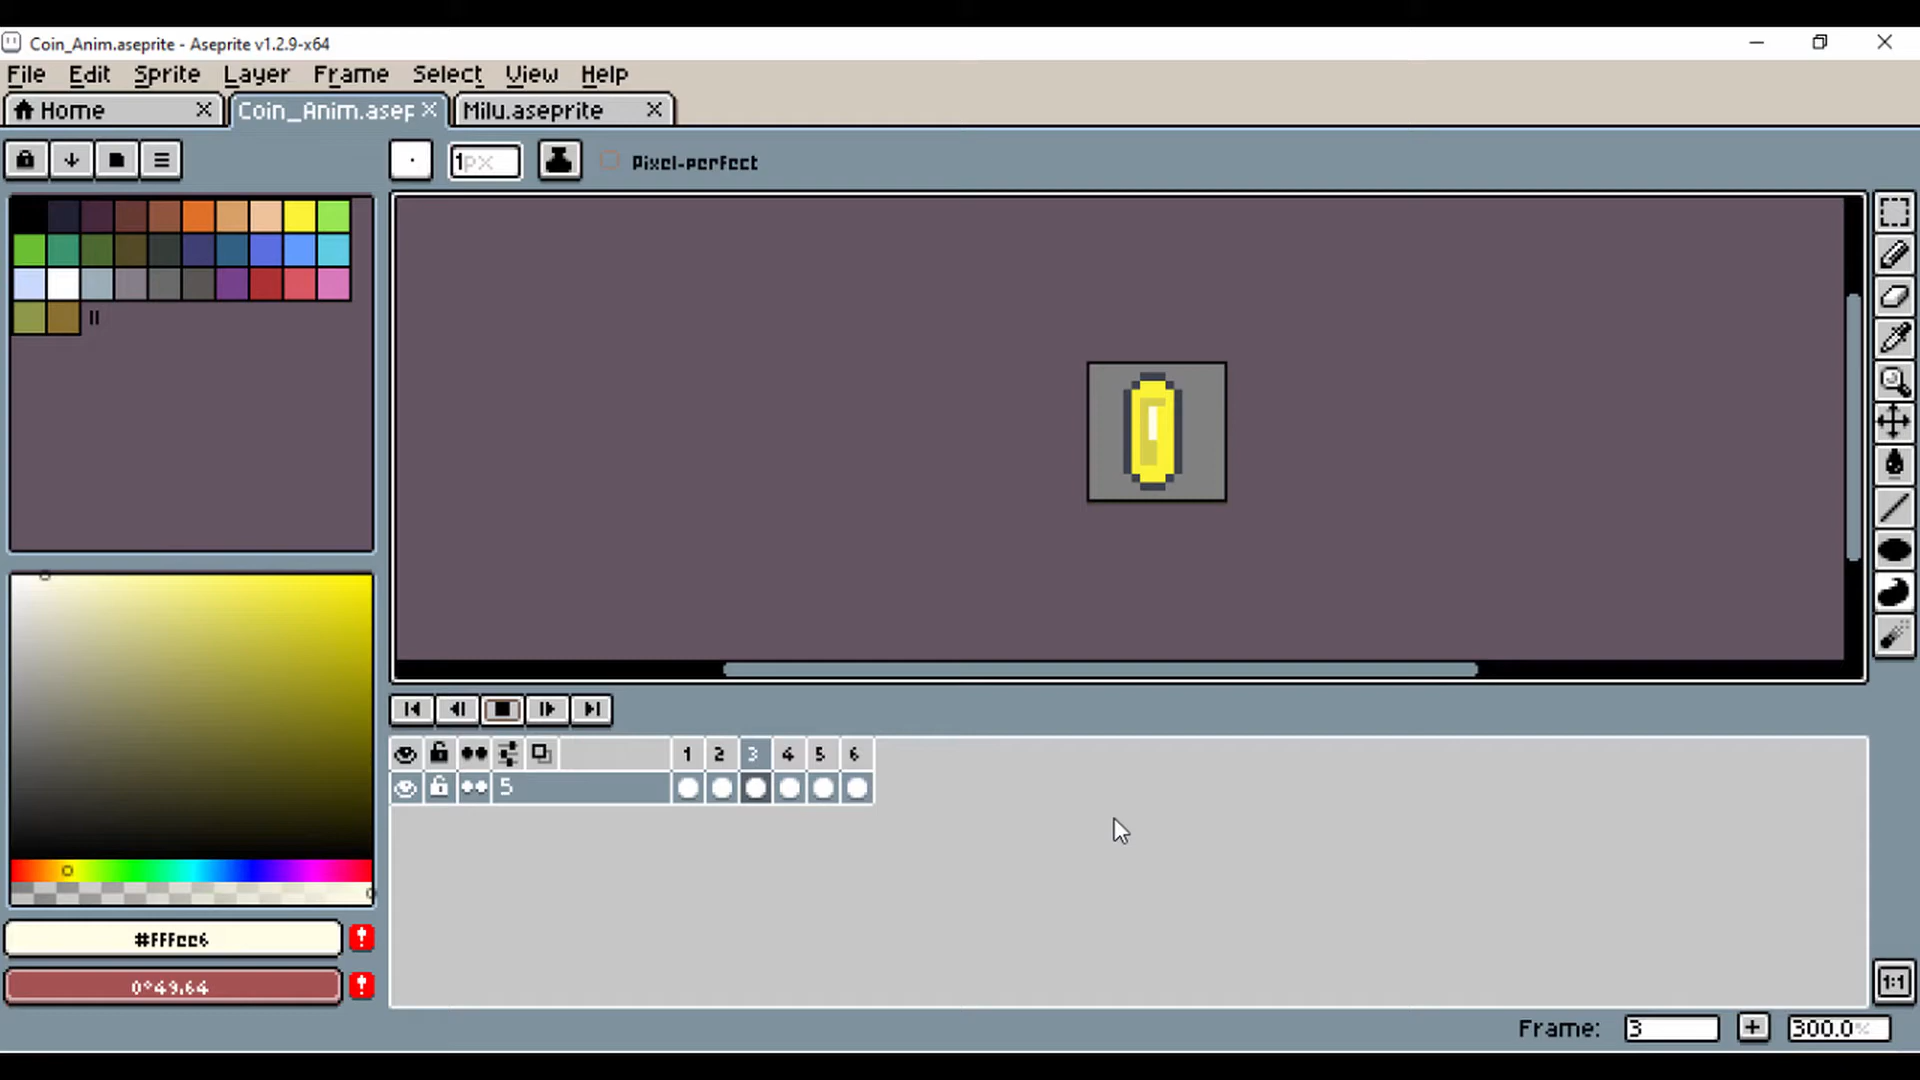 Coin_Anim.aseprite - Aseprite v1.2.9-x64
File Edit Sprite Layer Frame Select View Help
Home Coin_Anim.asep Milu.aseprite
1px Pixel-perfect
1 2 3 4 5 6
5
#fffee6
0°49,64
1:1
Frame: 3 + 300.0%